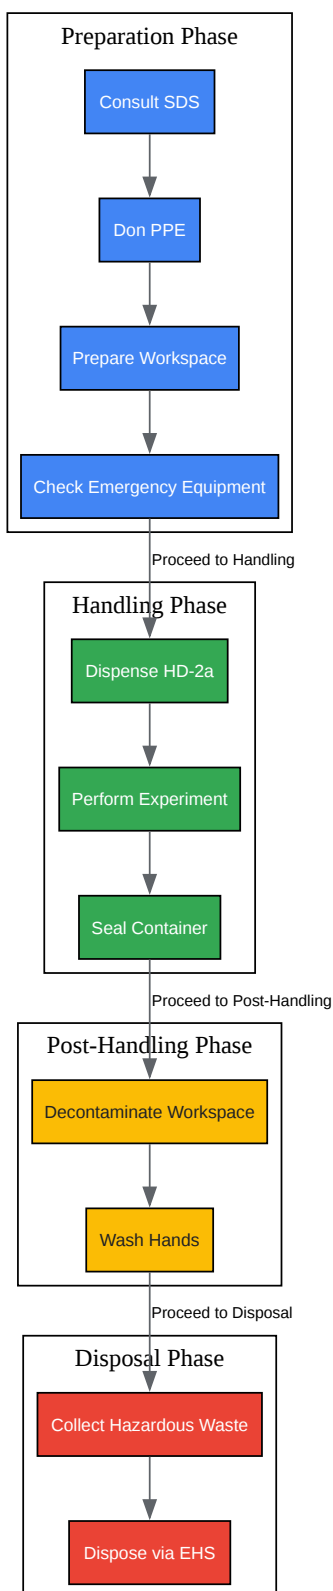 Preparation Phase
Consult SDS
Don PPE
Prepare Workspace
Check Emergency Equipment
Proceed to Handling
Handling Phase
Dispense HD-2a
Perform Experiment
Seal Container
Proceed to Post-Handling
Post-Handling Phase
Decontaminate Workspace
Wash Hands
Proceed to Disposal
Disposal Phase
Collect Hazardous Waste
Dispose via EHS